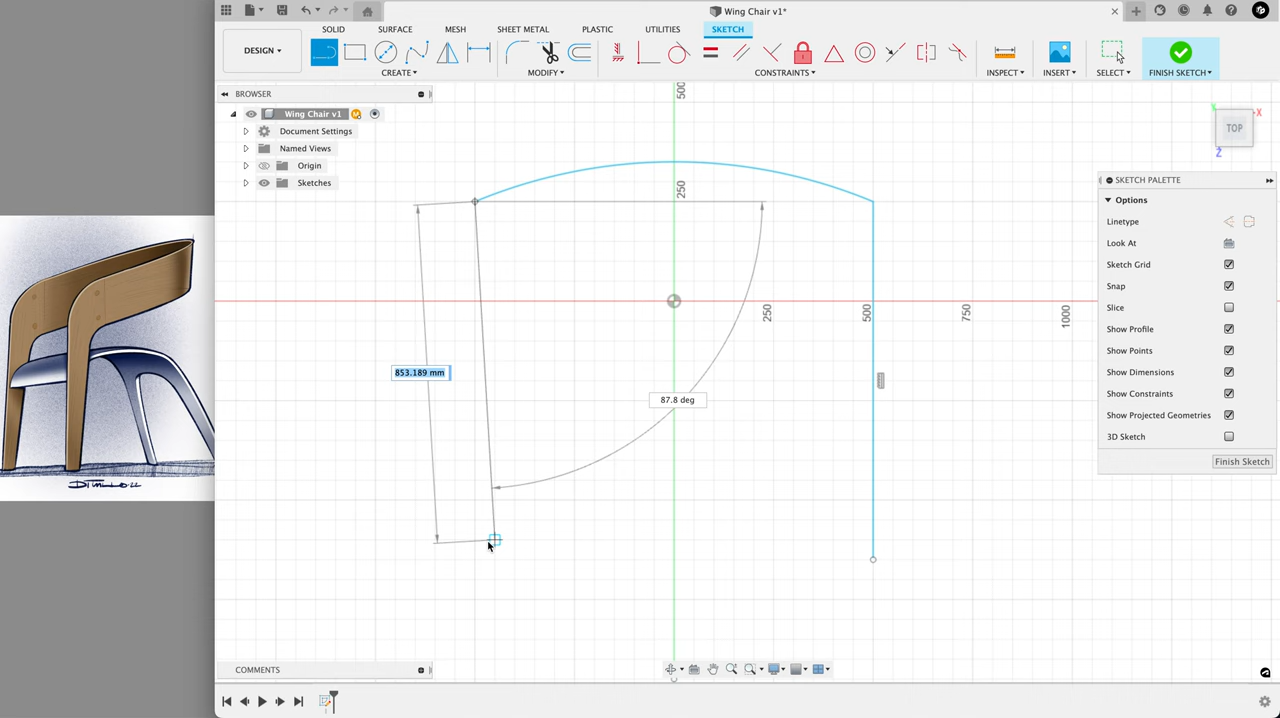 Wing Chair v1*
SOLID SURFACE MESH SHEET METAL PLASTIC UTILITIES SKETCH
DESIGN
CREATE MODIFY CONSTRAINTS INSPECT INSERT SELECT FINISH SKETCH
BROWSER
Wing Chair v1
Document Settings
Named Views
Origin
Sketches
500
250
250
500
750
1000
853.189 mm
87.8 deg
TOP
X
Y
Z
SKETCH PALETTE
Options
Linetype
Look At
Sketch Grid
Snap
Slice
Show Profile
Show Points
Show Dimensions
Show Constraints
Show Projected Geometries
3D Sketch
Finish Sketch
COMMENTS